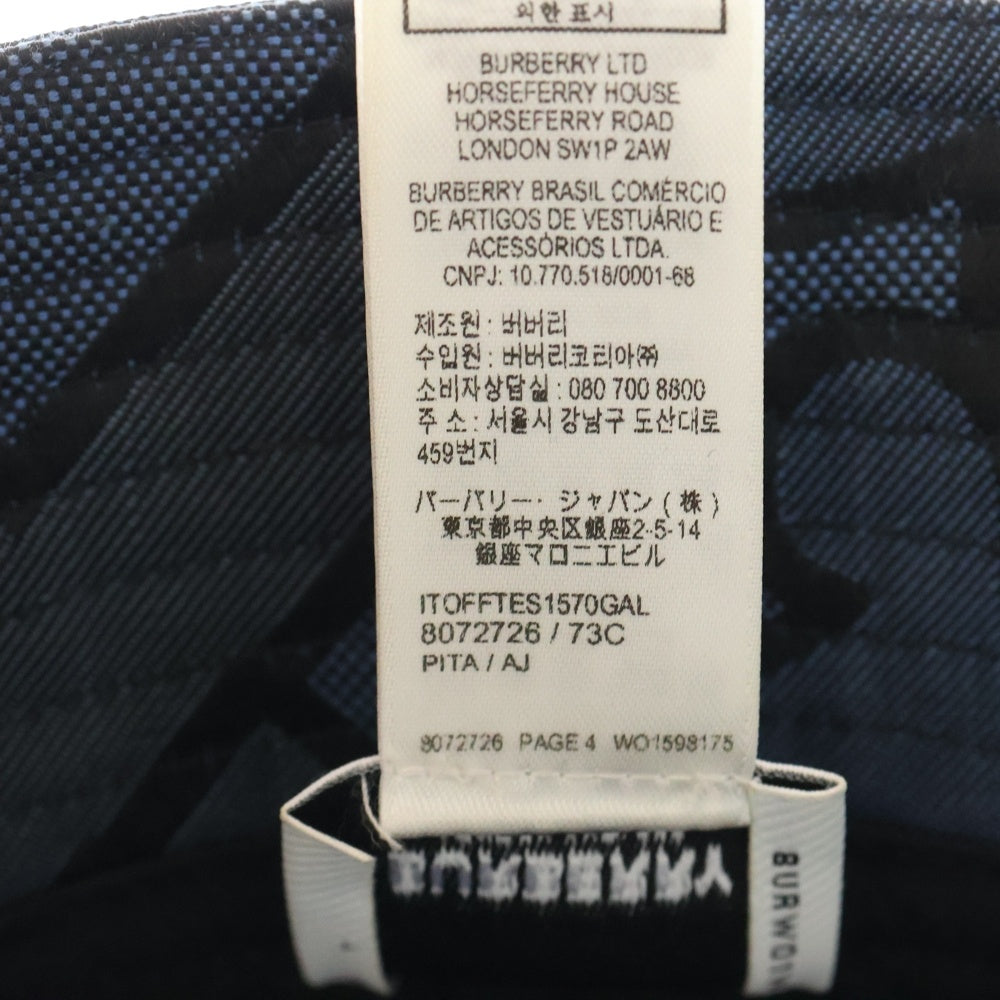 의한 표시
BURBERRY LTD
HORSEFERRY HOUSE
HORSEFERRY ROAD
LONDON SW1P 2AW
BURBERRY BRASIL COMÉRCIO
DE ARTIGOS DE VESTUÁRIO E
ACESSÓRIOS LTDA.
CNPJ: 10.770.518/0001-68
제조원 : 버버리
수입원 : 버버리코리아㈜
소비자상담실 : 080 700 8800
주 소 : 서울시 강남구 도산대로
459번지
バーバリー・ジャパン(株)
東京都中央区銀座2-5-14
銀座マロニエビル
ITOFFTES1570GAL
8072726 / 73C
PITA / AJ
8072726 PAGE 4 WO1598175
BURBERRY